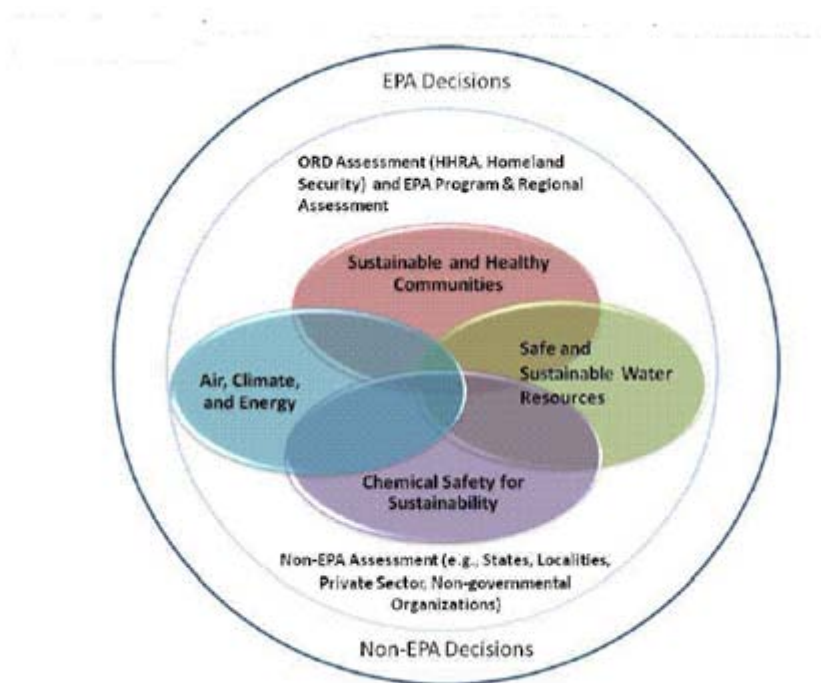 EPA Decisions
ORD Assessment (HHRA, Homeland
Security) and EPA Program & Regional
Assessment
Sustainable and Healthy
Communities
Air, Climate,
and Energy
Safe and
Sustainable Water
Resources
Chemical Safety for
Sustainability
Non-EPA Assessment (e.g., States, Localities,
Private Sector, Non-governmental
Organizations)
Non-EPA Decisions